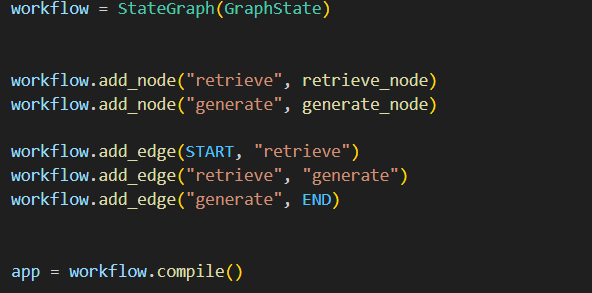 workflow = StateGraph(GraphState)
workflow.add_node("retrieve", retrieve_node)
workflow.add_node("generate", generate_node)
workflow.add_edge(START, "retrieve")
workflow.add_edge("retrieve", "generate")
workflow.add_edge("generate", END)
app = workflow.compile()